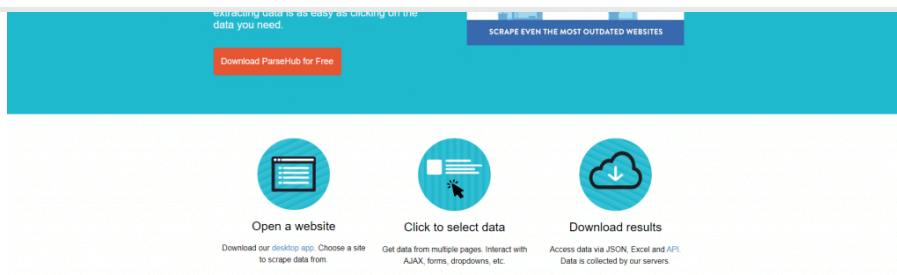 extracting data is as easy as clicking on the
data you need.
SCRAPE EVEN THE MOST OUTDATED WEBSITES
Download ParseHub for Free
Open a website
Click to select data
Download results
Download our desktop app. Choose a site
to scrape data from.
Get data from multiple pages. Interact with
AJAX, forms, dropdowns, etc.
Access data via JSON, Excel and API.
Data is collected by our servers.